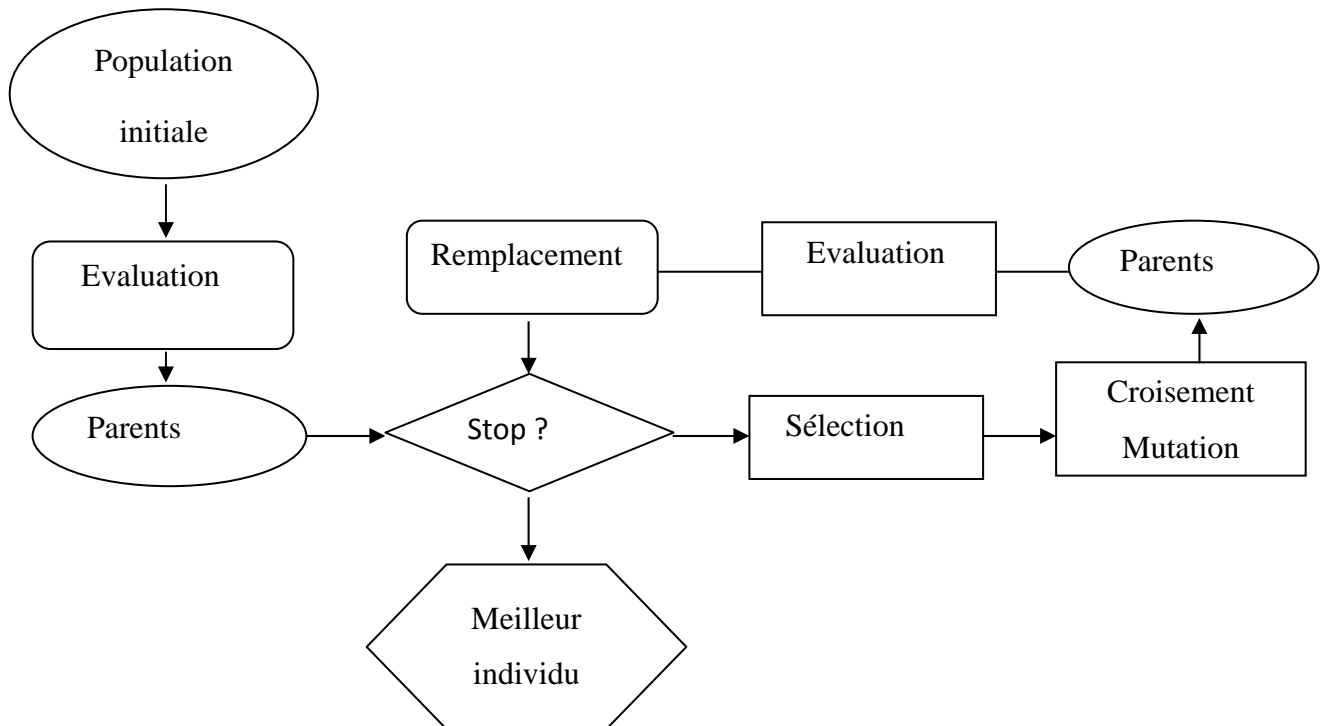 Population
initiale
Evaluation
Parents
Remplacement
Evaluation
Parents
Stop ?
Sélection
Croisement
Mutation
Meilleur
individu